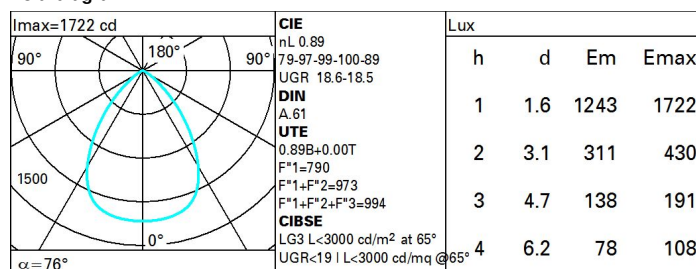 Imax=1722 cd
90° 180° 90°
1500
0°
α=76°
CIE
nL 0.89
79-97-99-100-89
UGR 18.6-18.5
DIN
A.61
UTE
0.89B+0.00T
F"1=790
F"1+F"2=973
F"1+F"2+F"3=994
CIBSE
LG3 L<3000 cd/m² at 65°
UGR<19 | L<3000 cd/mq @65°
Lux
h d Em Emax
1 1.6 1243 1722
2 3.1 311 430
3 4.7 138 191
4 6.2 78 108